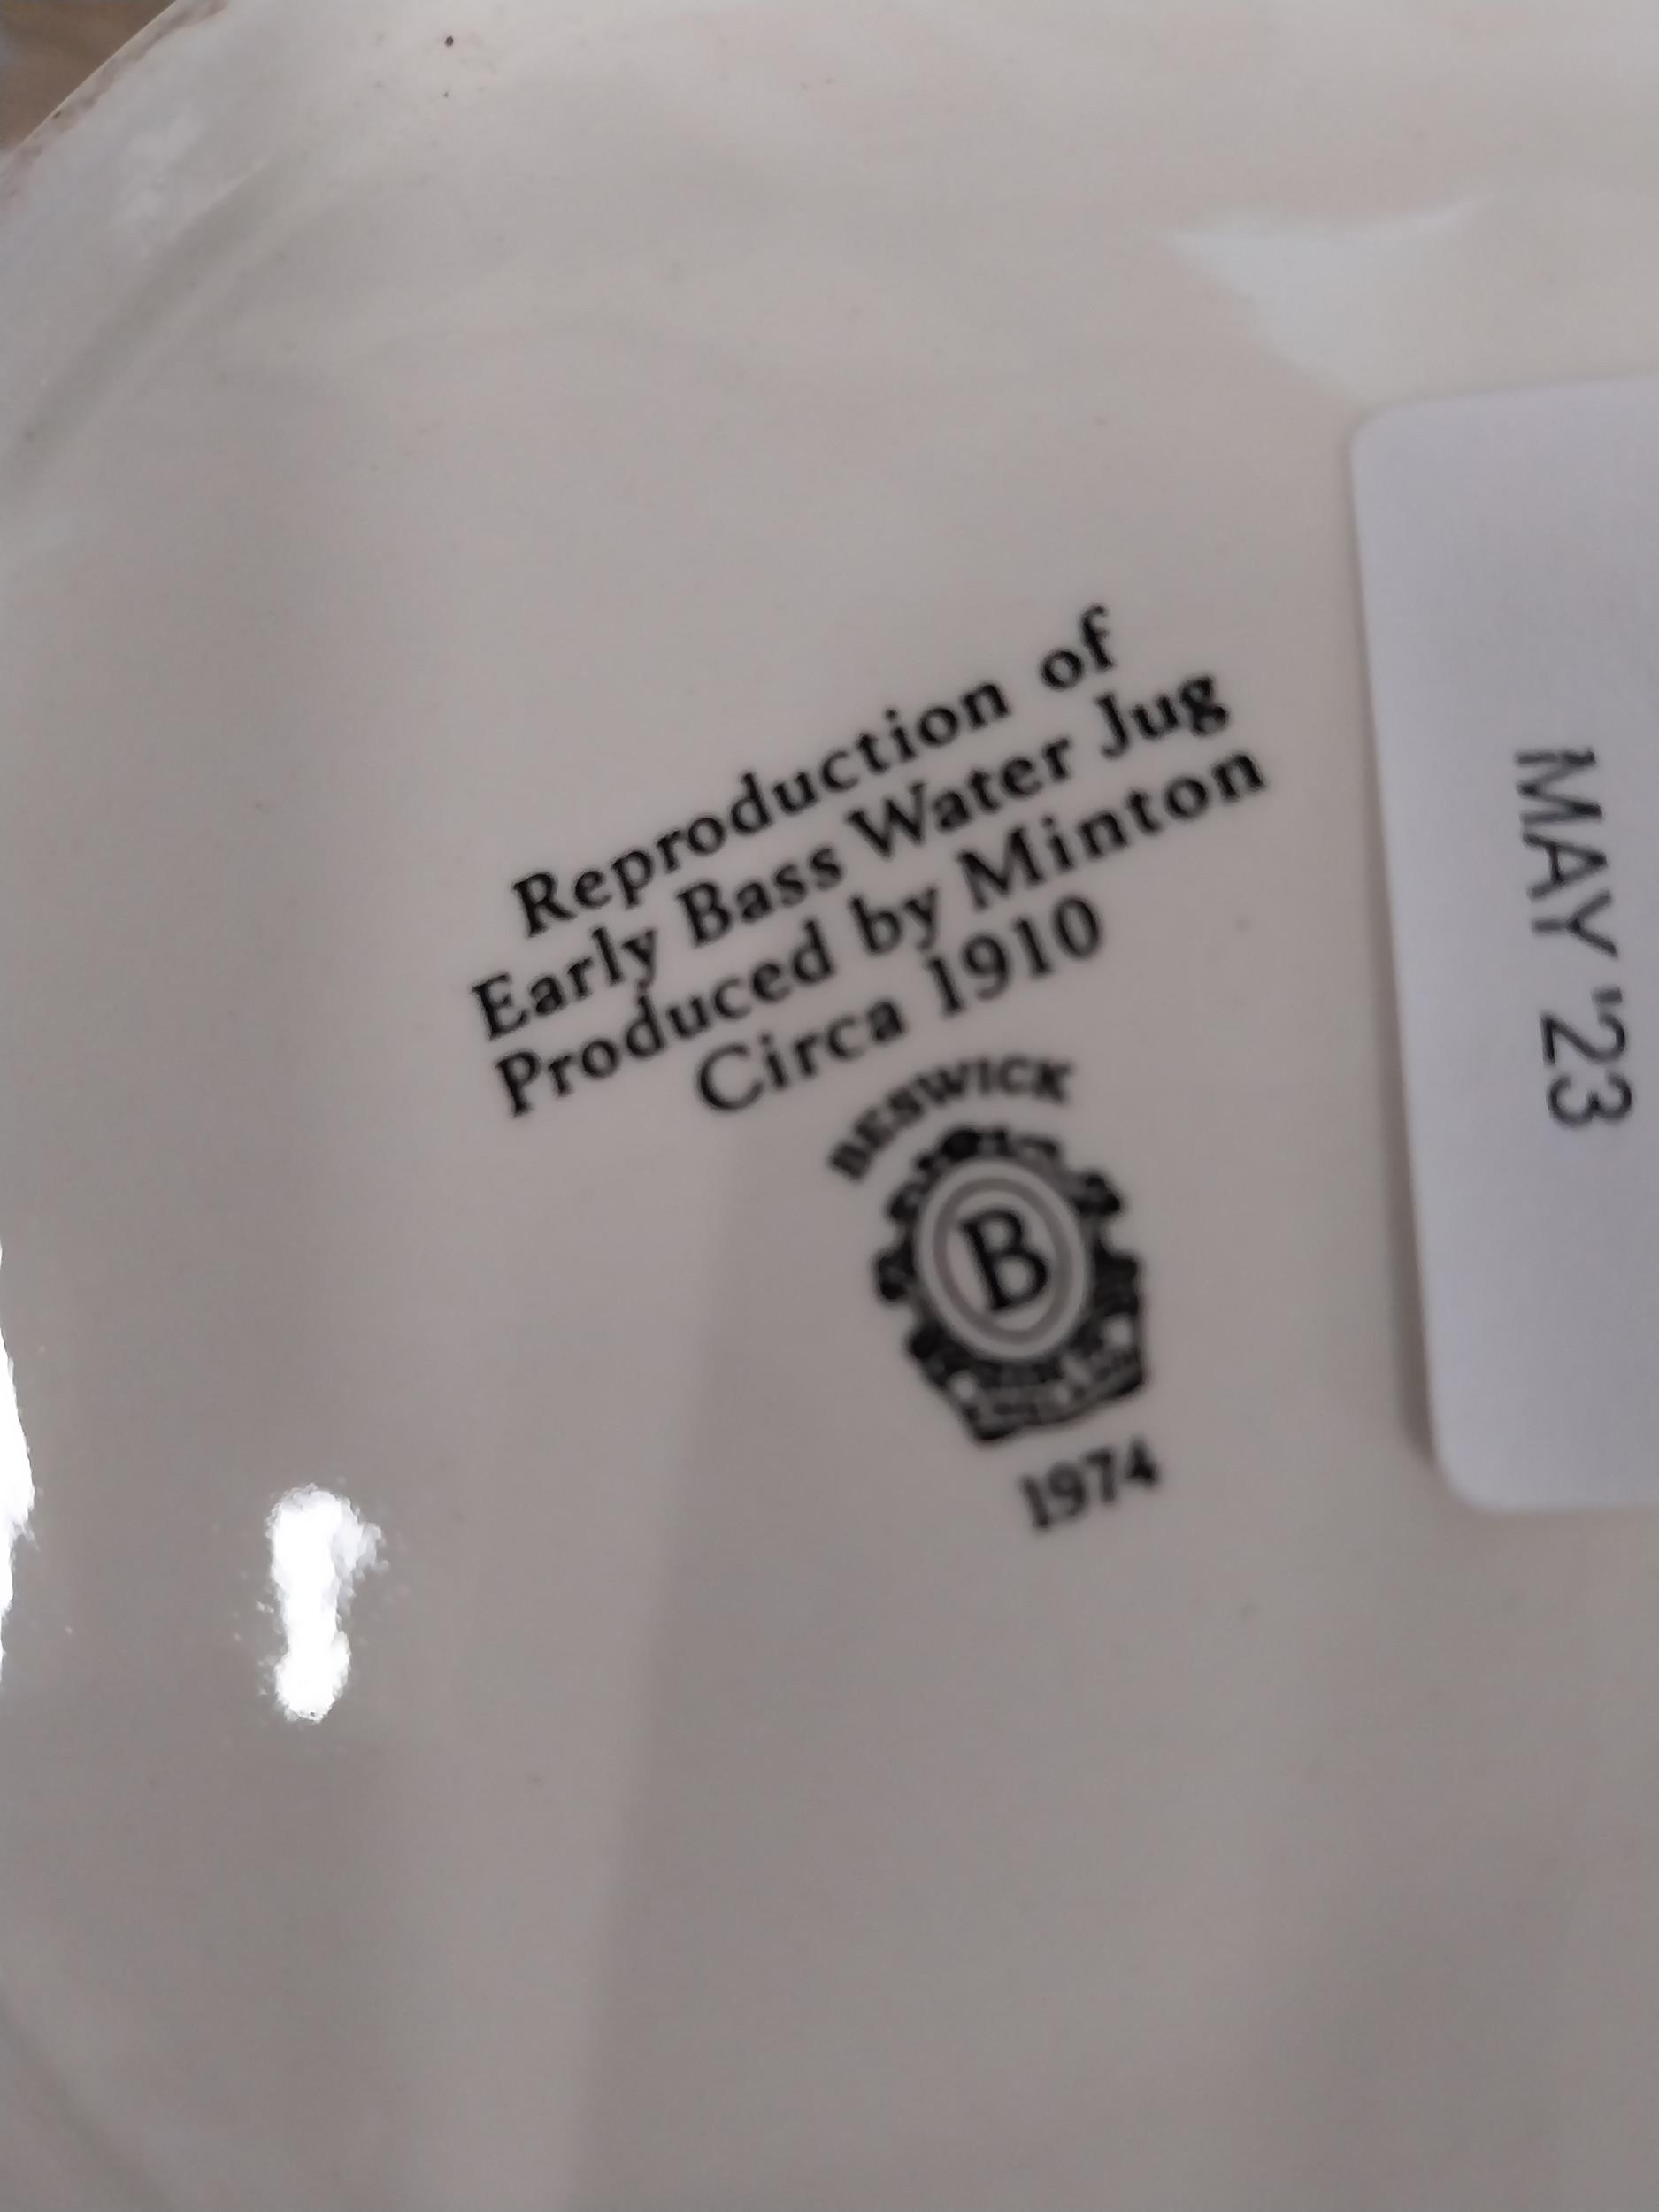 Reproduction of
Early Bass Water Jug
Produced by Minton
Circa 1910
BESWICK
B
1974
MAY '23